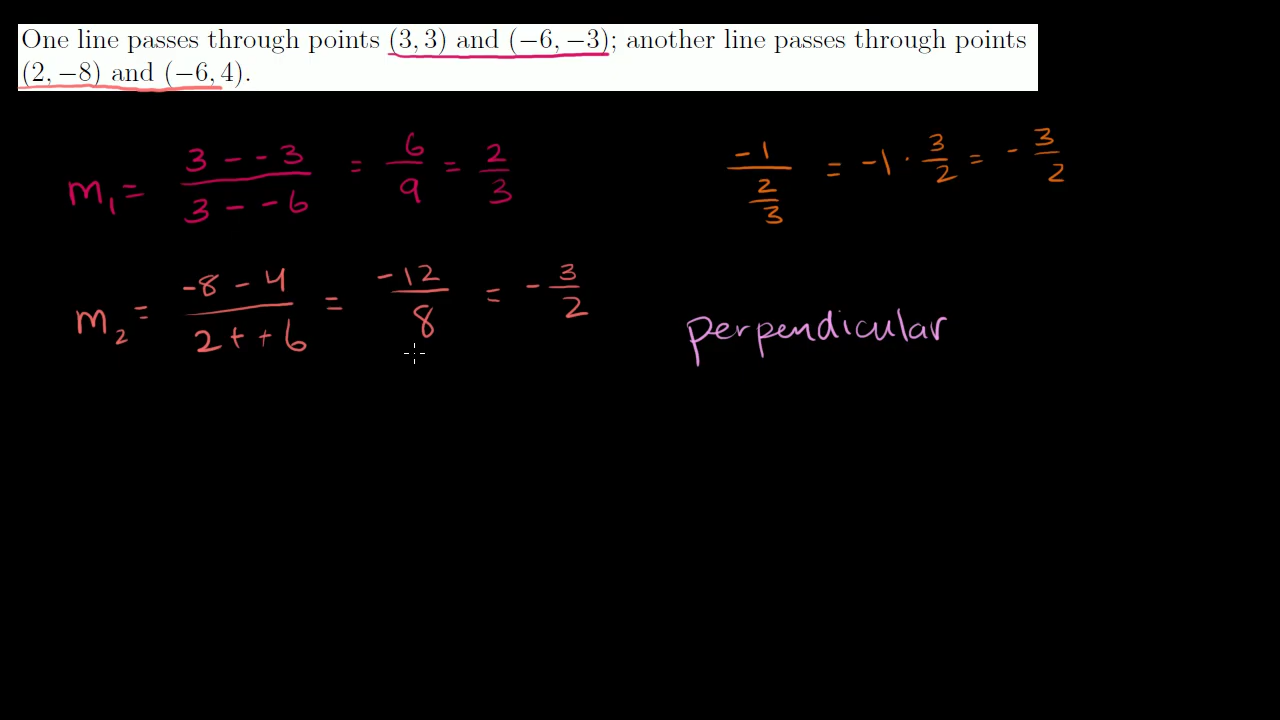 One line passes through points (3, 3) and (−6, −3); another line passes through points
(2, −8) and (−6, 4).
m₁ = (3 - - 3)/(3 - - 6) = 6/9 = 2/3
-1/(2/3) = -1 · 3/2 = - 3/2
m₂ = (-8 - 4)/(2 + + 6) = -12/8 = - 3/2
perpendicular